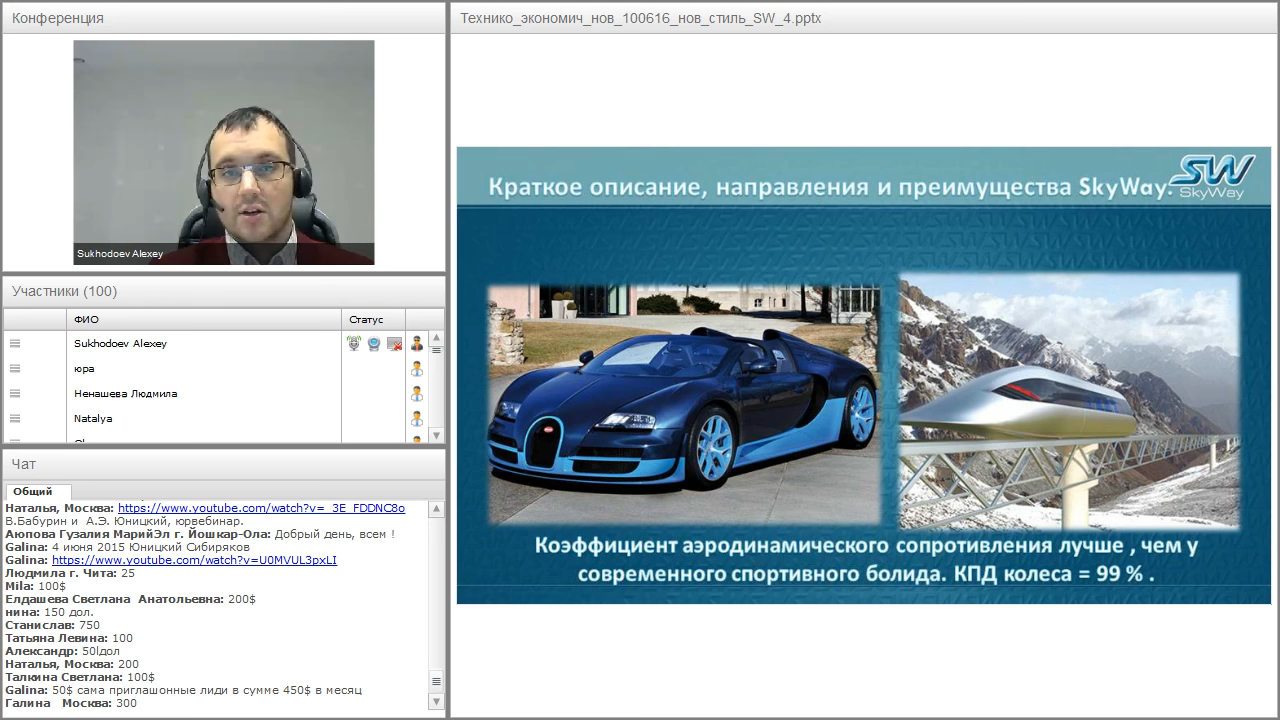 Конференция
Sukhodoev Alexey
Участники (100)
ФИО Статус
Sukhodoev Alexey
юра
Ненашева Людмила
Natalya
Чат
Общий
Наталья, Москва: https://www.youtube.com/watch?v=_3E_FDDNC8o
В.Бабурин и А.Э. Юницкий, юрвебинар.
Аюпова Гузалия МарийЭл г. Йошкар-Ола: Добрый день, всем !
Galina: 4 июня 2015 Юницкий Сибиряков
Galina: https://www.youtube.com/watch?v=U0MVUL3pxLI
Людмила г. Чита: 25
Mila: 100$
Елдашева Светлана Анатольевна: 200$
нина: 150 дол.
Станислав: 750
Татьяна Левина: 100
Александр: 50lдол
Наталья, Москва: 200
Талкина Светлана: 100$
Galina: 50$ сама приглашонные лиди в сумме 450$ в месяц
Галина Москва: 300
Технико_экономич_нов_100616_нов_стиль_SW_4.pptx
Краткое описание, направления и преимущества SkyWay.
SW
SkyWay
Коэффициент аэродинамического сопротивления лучше , чем у
современного спортивного болида. КПД колеса = 99 % .